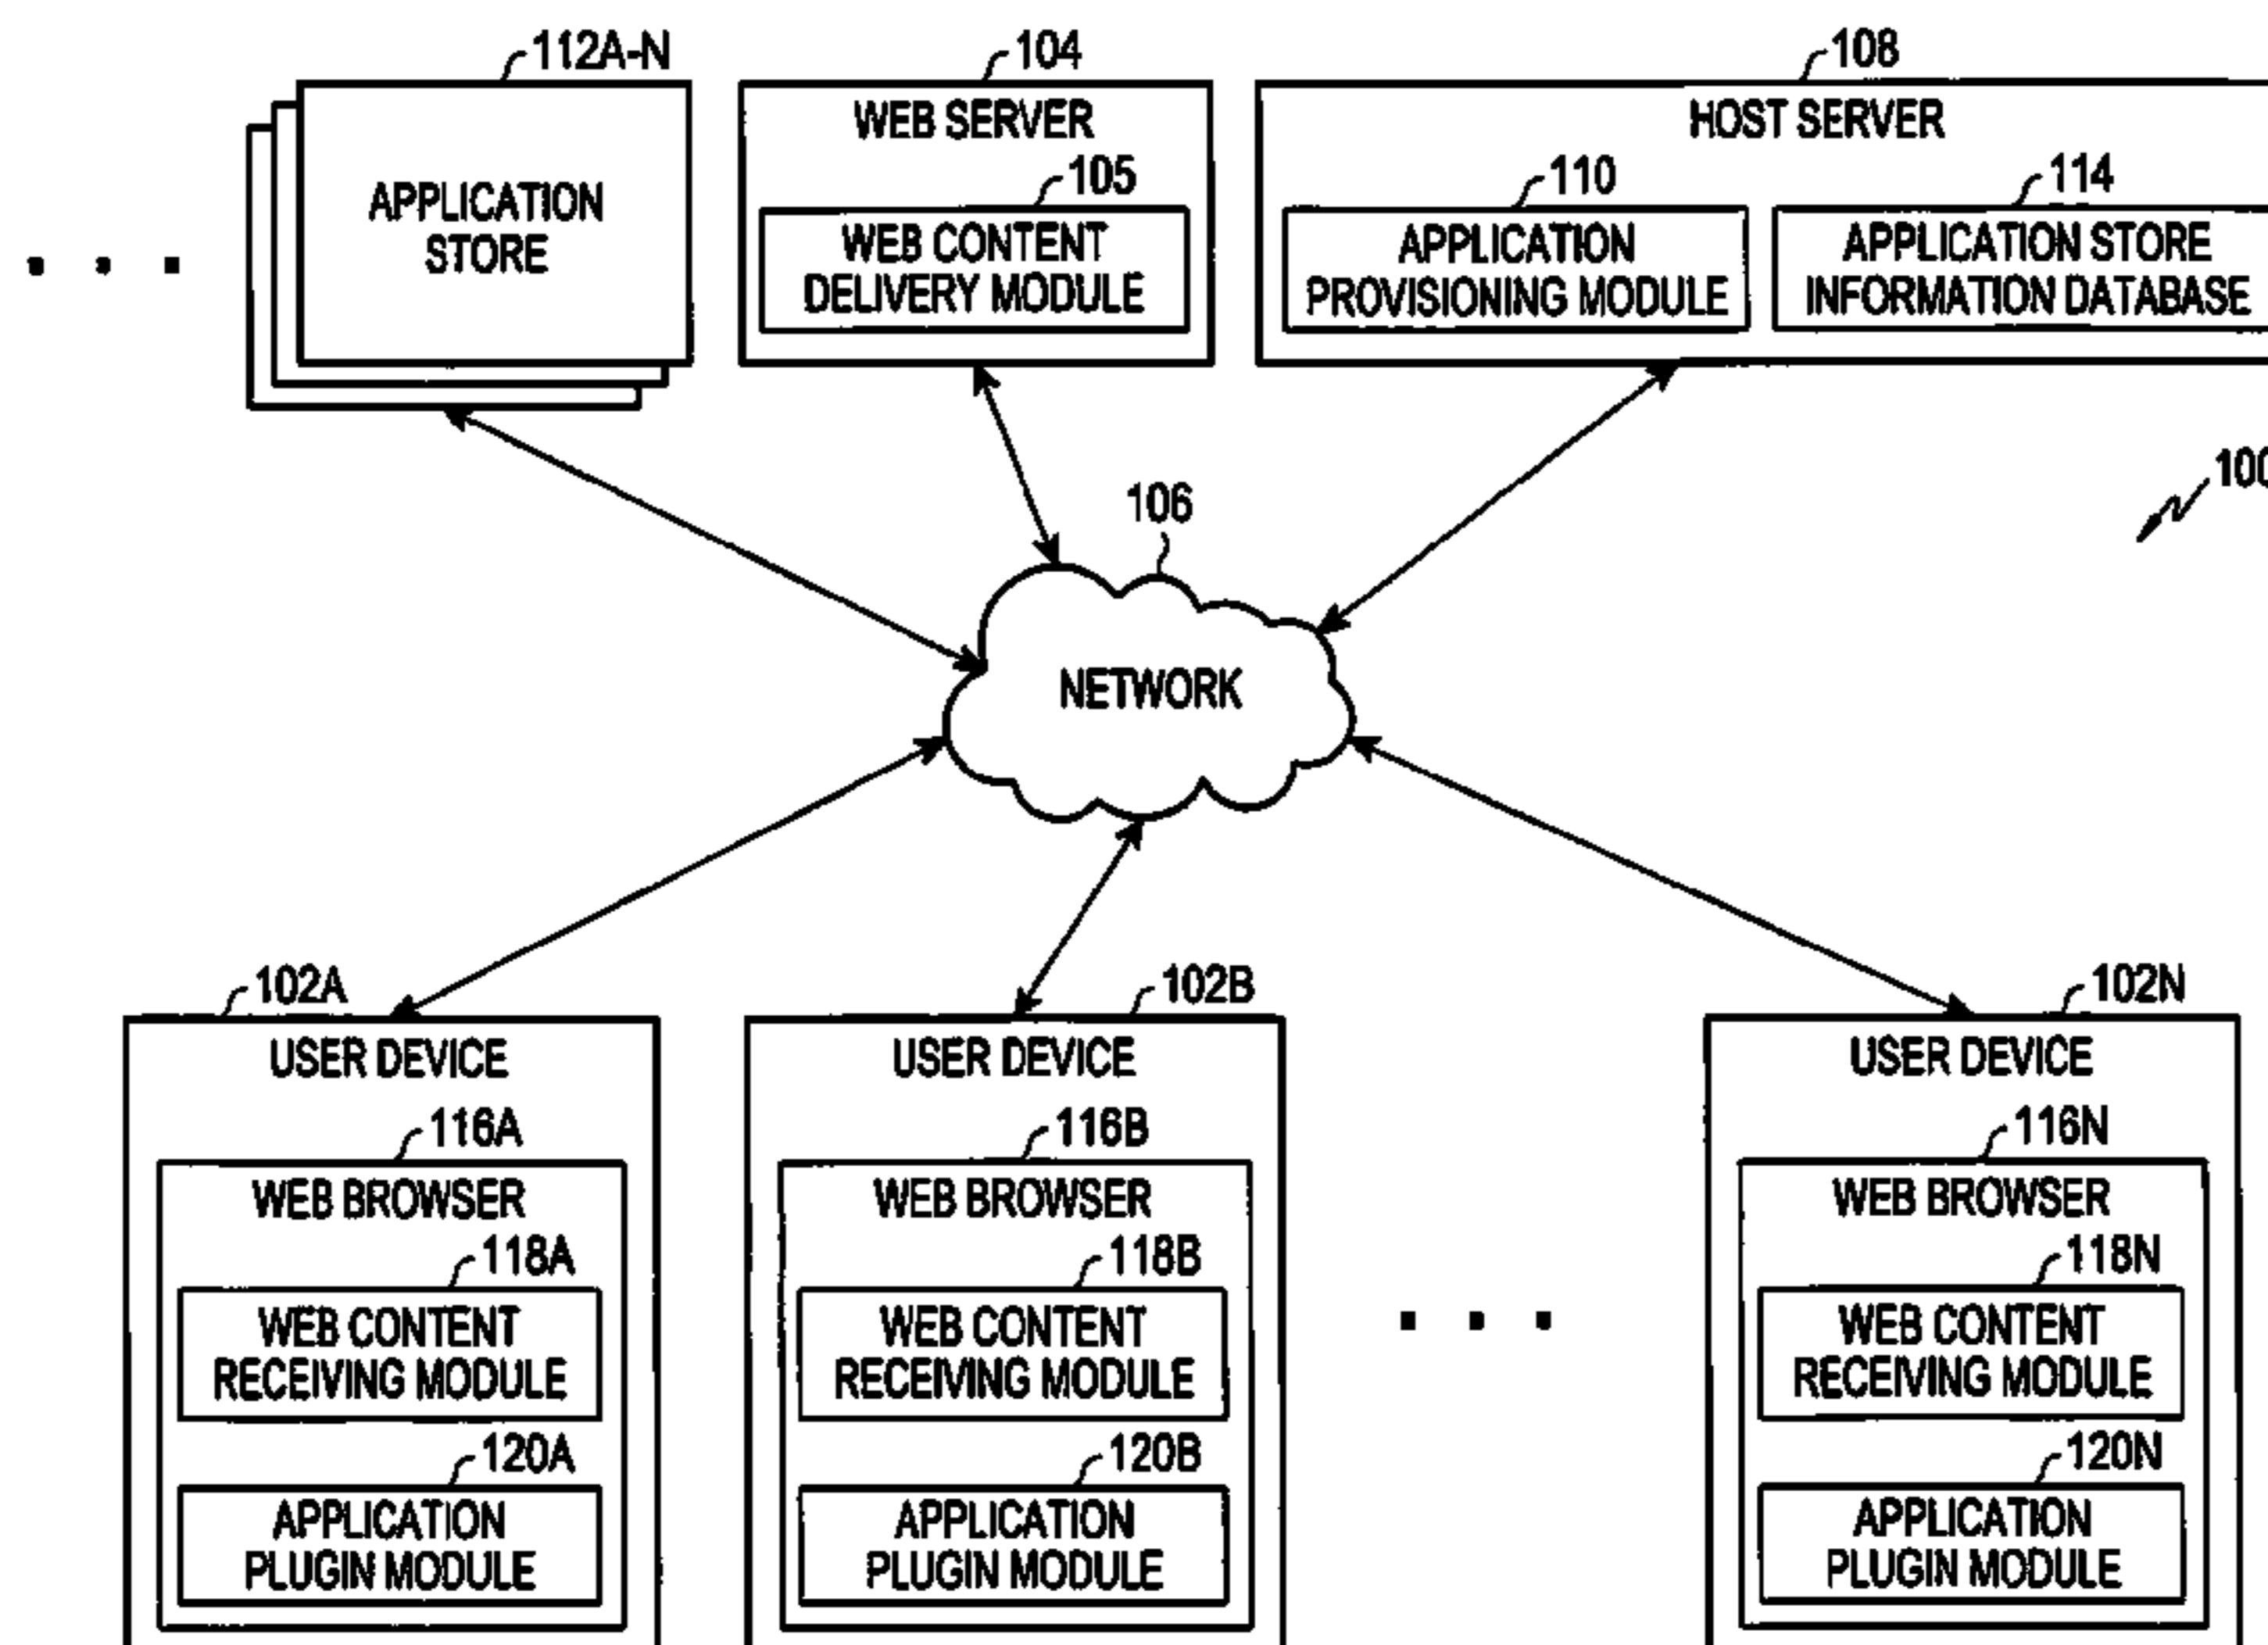 112A-N
104
108
APPLICATION
STORE
WEB SERVER
105
WEB CONTENT
DELIVERY MODULE
HOST SERVER
110
APPLICATION
PROVISIONING MODULE
114
APPLICATION STORE
INFORMATION DATABASE
100
106
NETWORK
102A
USER DEVICE
116A
WEB BROWSER
118A
WEB CONTENT
RECEIVING MODULE
120A
APPLICATION
PLUGIN MODULE
102B
USER DEVICE
116B
WEB BROWSER
118B
WEB CONTENT
RECEIVING MODULE
120B
APPLICATION
PLUGIN MODULE
102N
USER DEVICE
116N
WEB BROWSER
118N
WEB CONTENT
RECEIVING MODULE
120N
APPLICATION
PLUGIN MODULE